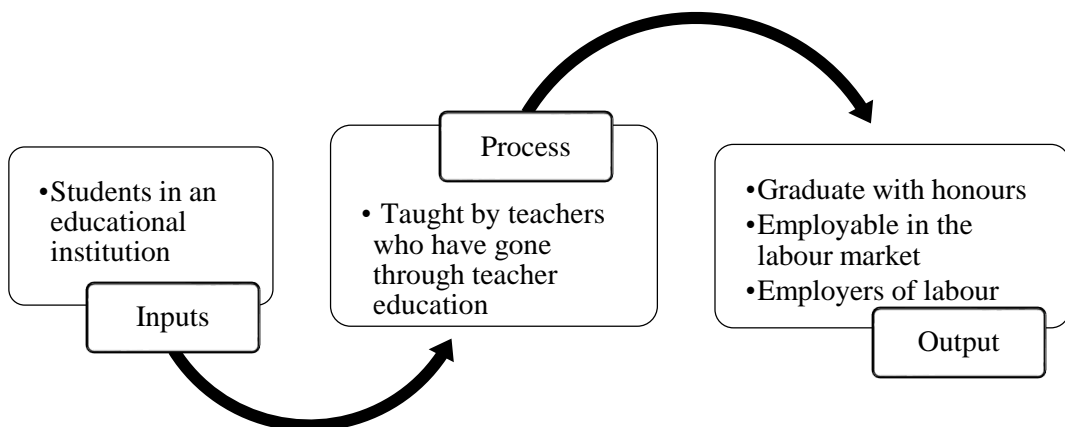 •Students in an
educational
institution
Inputs
Process
• Taught by teachers
who have gone
through teacher
education
•Graduate with honours
•Employable in the
labour market
•Employers of labour
Output